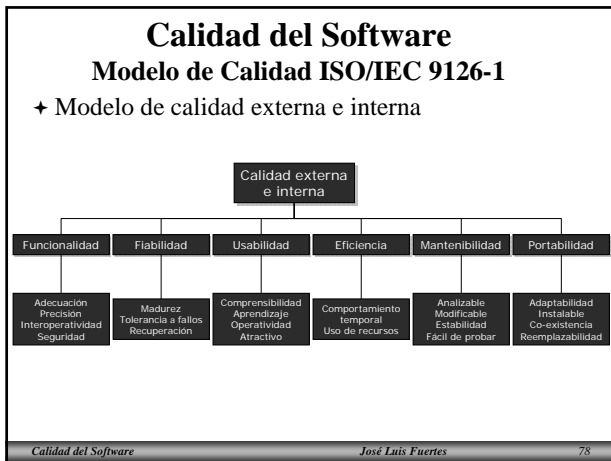 Calidad del Software
Modelo de Calidad ISO/IEC 9126-1
Modelo de calidad externa e interna
Calidad externa
e interna
Funcionalidad
Fiabilidad
Usabilidad
Eficiencia
Mantenibilidad
Portabilidad
Adecuación
Precisión
Interoperatividad
Seguridad
Madurez
Tolerancia a fallos
Recuperación
Comprensibilidad
Aprendizaje
Operatividad
Atractivo
Comportamiento
temporal
Uso de recursos
Analizable
Modificable
Estabilidad
Fácil de probar
Adaptabilidad
Instalable
Co-existencia
Reemplazabilidad
Calidad del Software
José Luis Fuertes
78